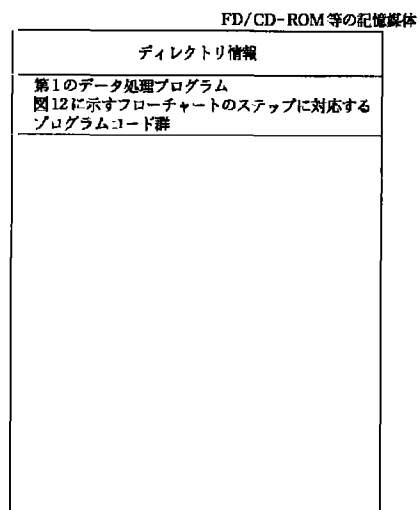 FD/CD-ROM等の記憶媒体
ディレクトリ情報
第1のデータ処理プログラム
図12に示すフローチャートのステップに対応する
プログラムコード群